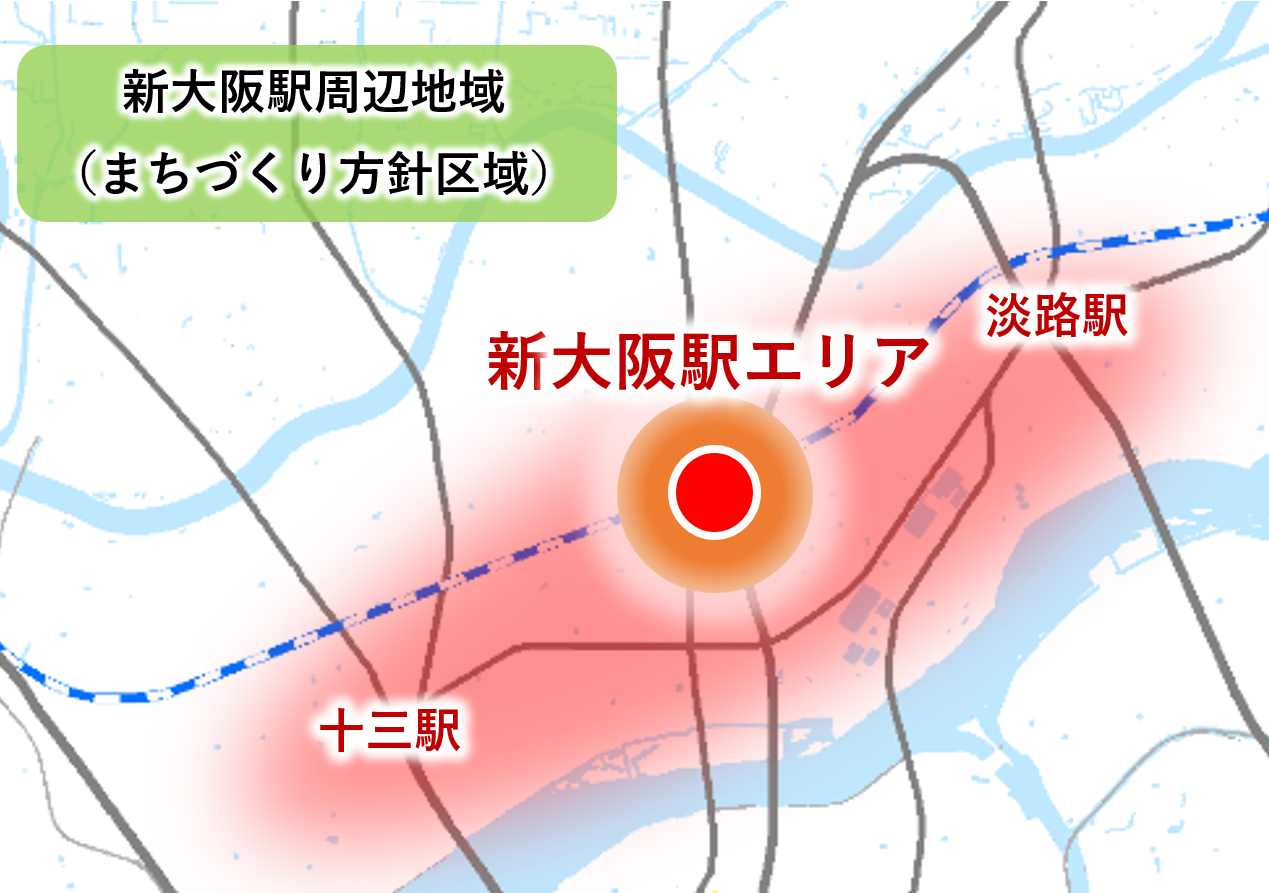 新大阪駅周辺地域
（まちづくり方針区域）
淡路駅
新大阪駅エリア
十三駅